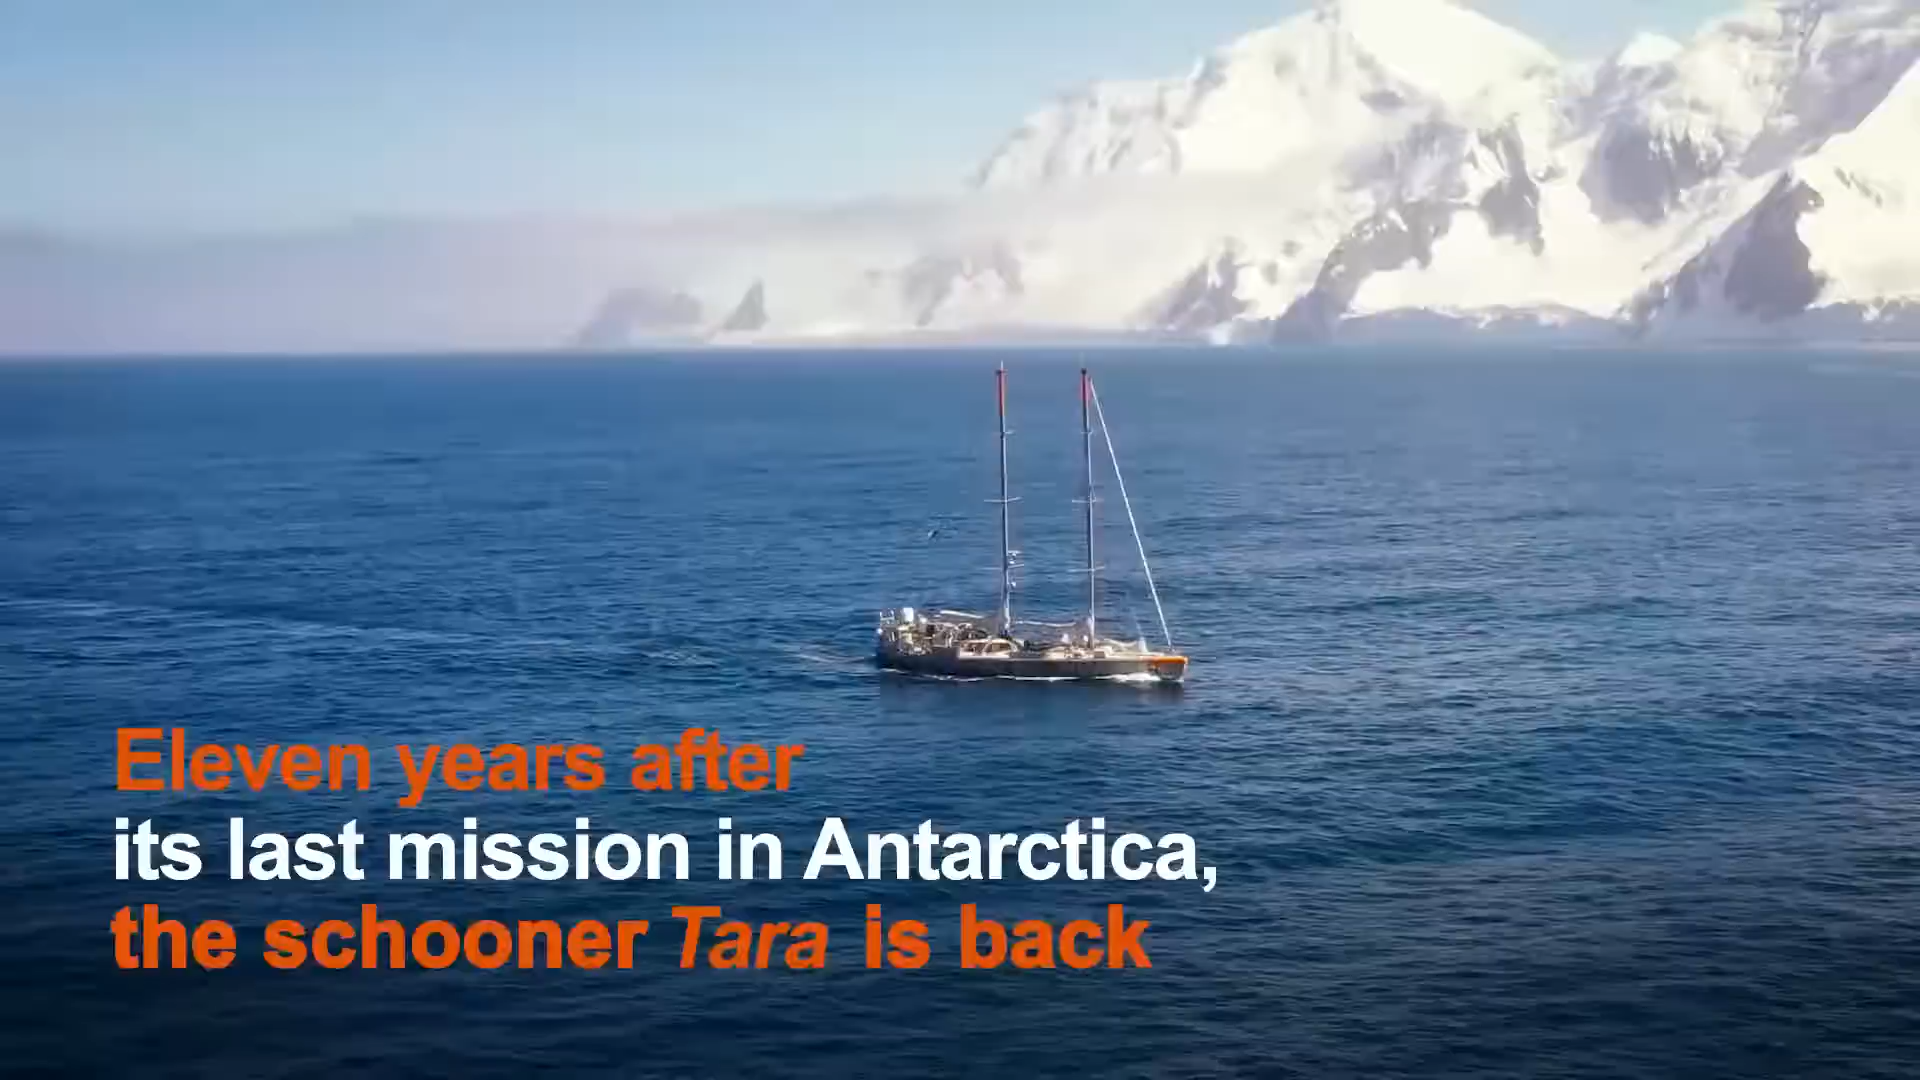 Eleven years after
its last mission in Antarctica,
the schooner Tara is back